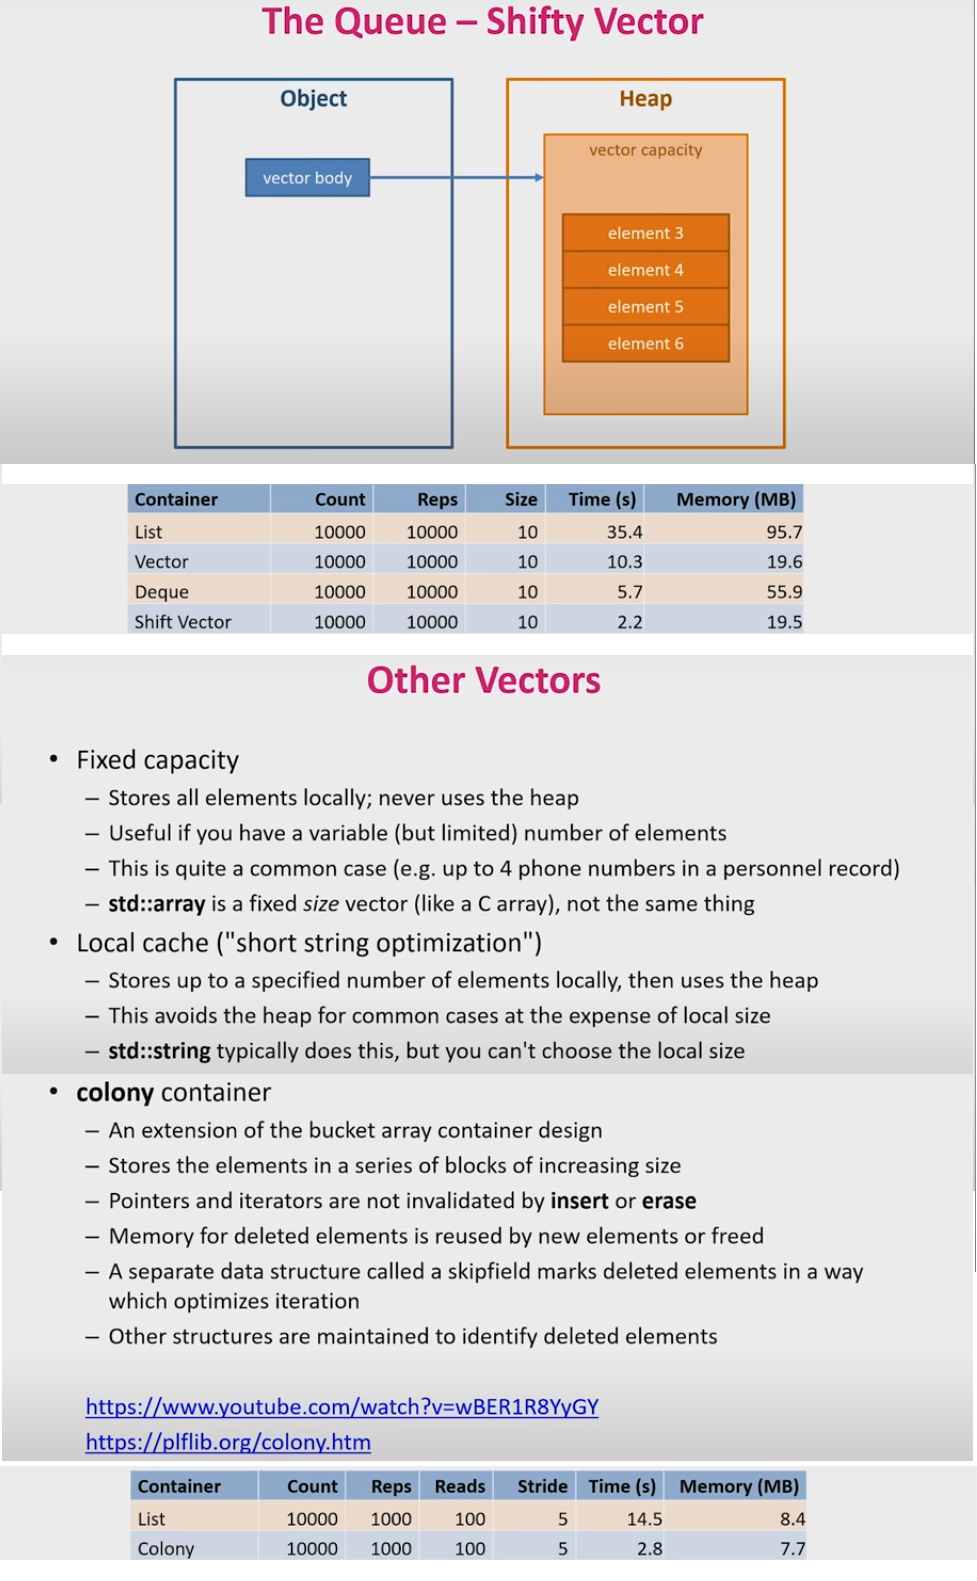 The Queue – Shifty Vector
Object
Heap
vector capacity
vector body
element 3
element 4
element 5
element 6
Container Count Reps Size Time (s) Memory (MB)
List 10000 10000 10 35.4 95.7
Vector 10000 10000 10 10.3 19.6
Deque 10000 10000 10 5.7 55.9
Shift Vector 10000 10000 10 2.2 19.5
Other Vectors
• Fixed capacity
– Stores all elements locally; never uses the heap
– Useful if you have a variable (but limited) number of elements
– This is quite a common case (e.g. up to 4 phone numbers in a personnel record)
– std::array is a fixed size vector (like a C array), not the same thing
• Local cache ("short string optimization")
– Stores up to a specified number of elements locally, then uses the heap
– This avoids the heap for common cases at the expense of local size
– std::string typically does this, but you can't choose the local size
• colony container
– An extension of the bucket array container design
– Stores the elements in a series of blocks of increasing size
– Pointers and iterators are not invalidated by insert or erase
– Memory for deleted elements is reused by new elements or freed
– A separate data structure called a skipfield marks deleted elements in a way
which optimizes iteration
– Other structures are maintained to identify deleted elements
https://www.youtube.com/watch?v=wBER1R8YyGY
https://plflib.org/colony.htm
Container Count Reps Reads Stride Time (s) Memory (MB)
List 10000 1000 100 5 14.5 8.4
Colony 10000 1000 100 5 2.8 7.7